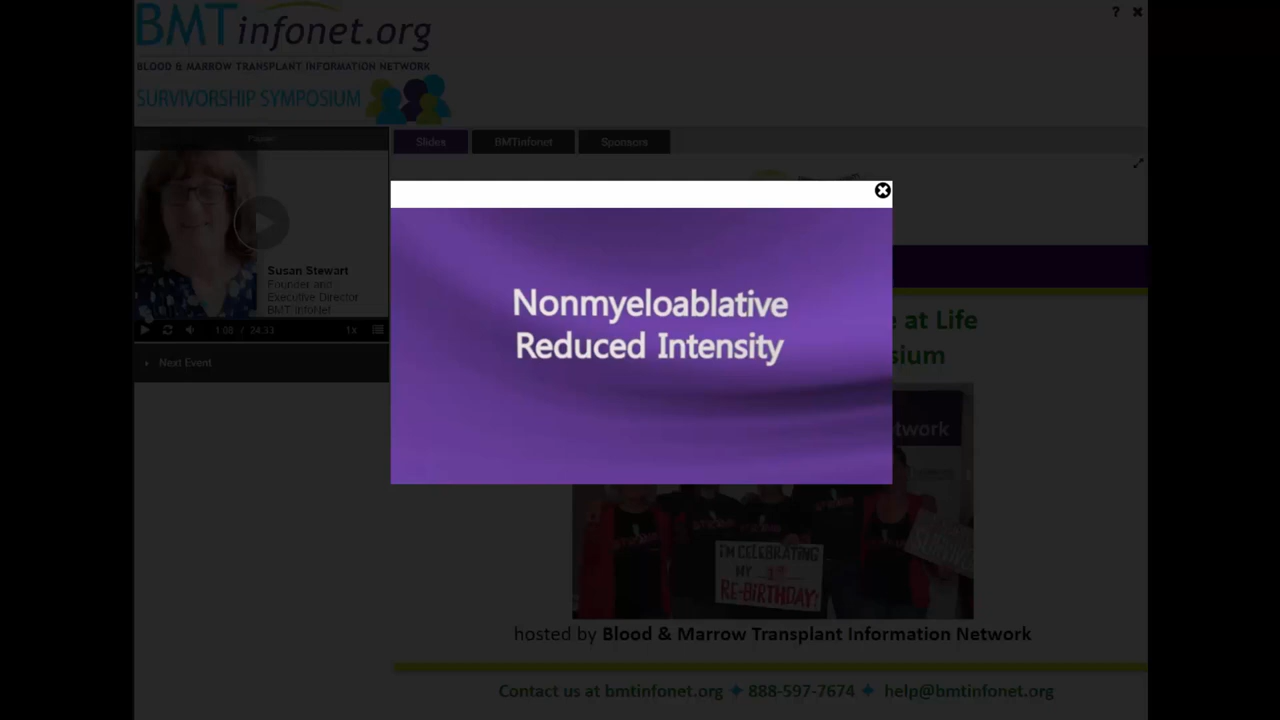 BMTinfonet.org
BLOOD & MARROW TRANSPLANT INFORMATION NETWORK
SURVIVORSHIP SYMPOSIUM
? ×
Slides
BMTinfonet
Sponsors
Susan Stewart
Founder and
Executive Director
BMT InfoNet
1:08 / 24:33
1x
Next Event
Nonmyeloablative
Reduced Intensity
at Life
sium
twork
I'M CELEBRATING
MY 1st
RE-BIRTHDAY!
hosted by Blood & Marrow Transplant Information Network
Contact us at bmtinfonet.org ✦ 888-597-7674 ✦ help@bmtinfonet.org